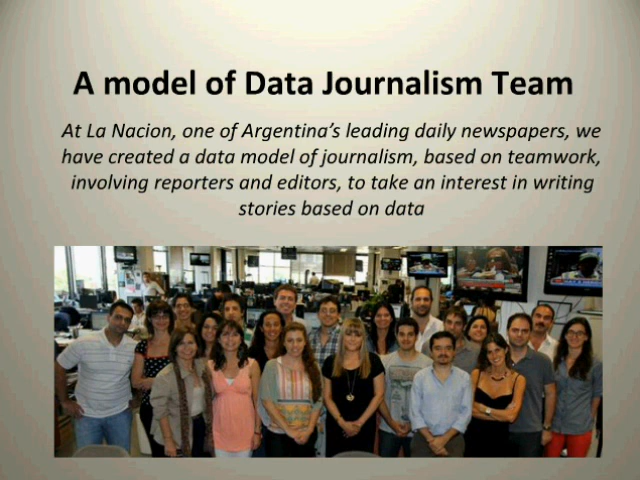 A model of Data Journalism Team
At La Nacion, one of Argentina's leading daily newspapers, we
have created a data model of journalism, based on teamwork,
involving reporters and editors, to take an interest in writing
stories based on data